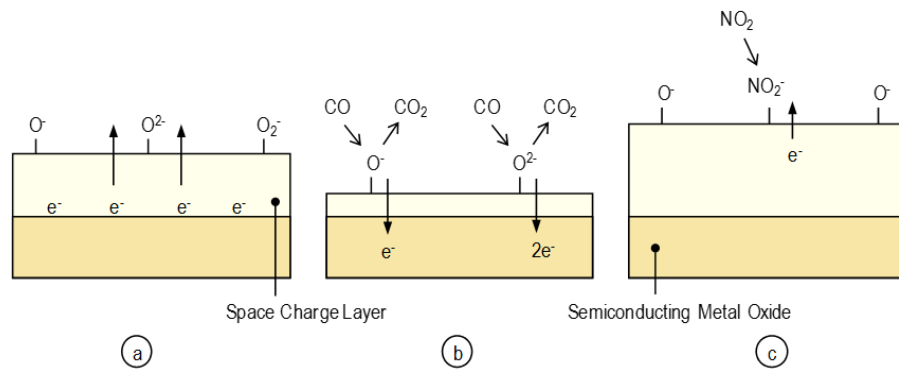 O⁻ O²⁻ O₂⁻
e⁻ e⁻ e⁻ e⁻
Space Charge Layer
a
CO CO₂ CO CO₂
O⁻ O²⁻
e⁻ 2e⁻
b
NO₂
O⁻ NO₂⁻ O⁻
e⁻
Semiconducting Metal Oxide
c